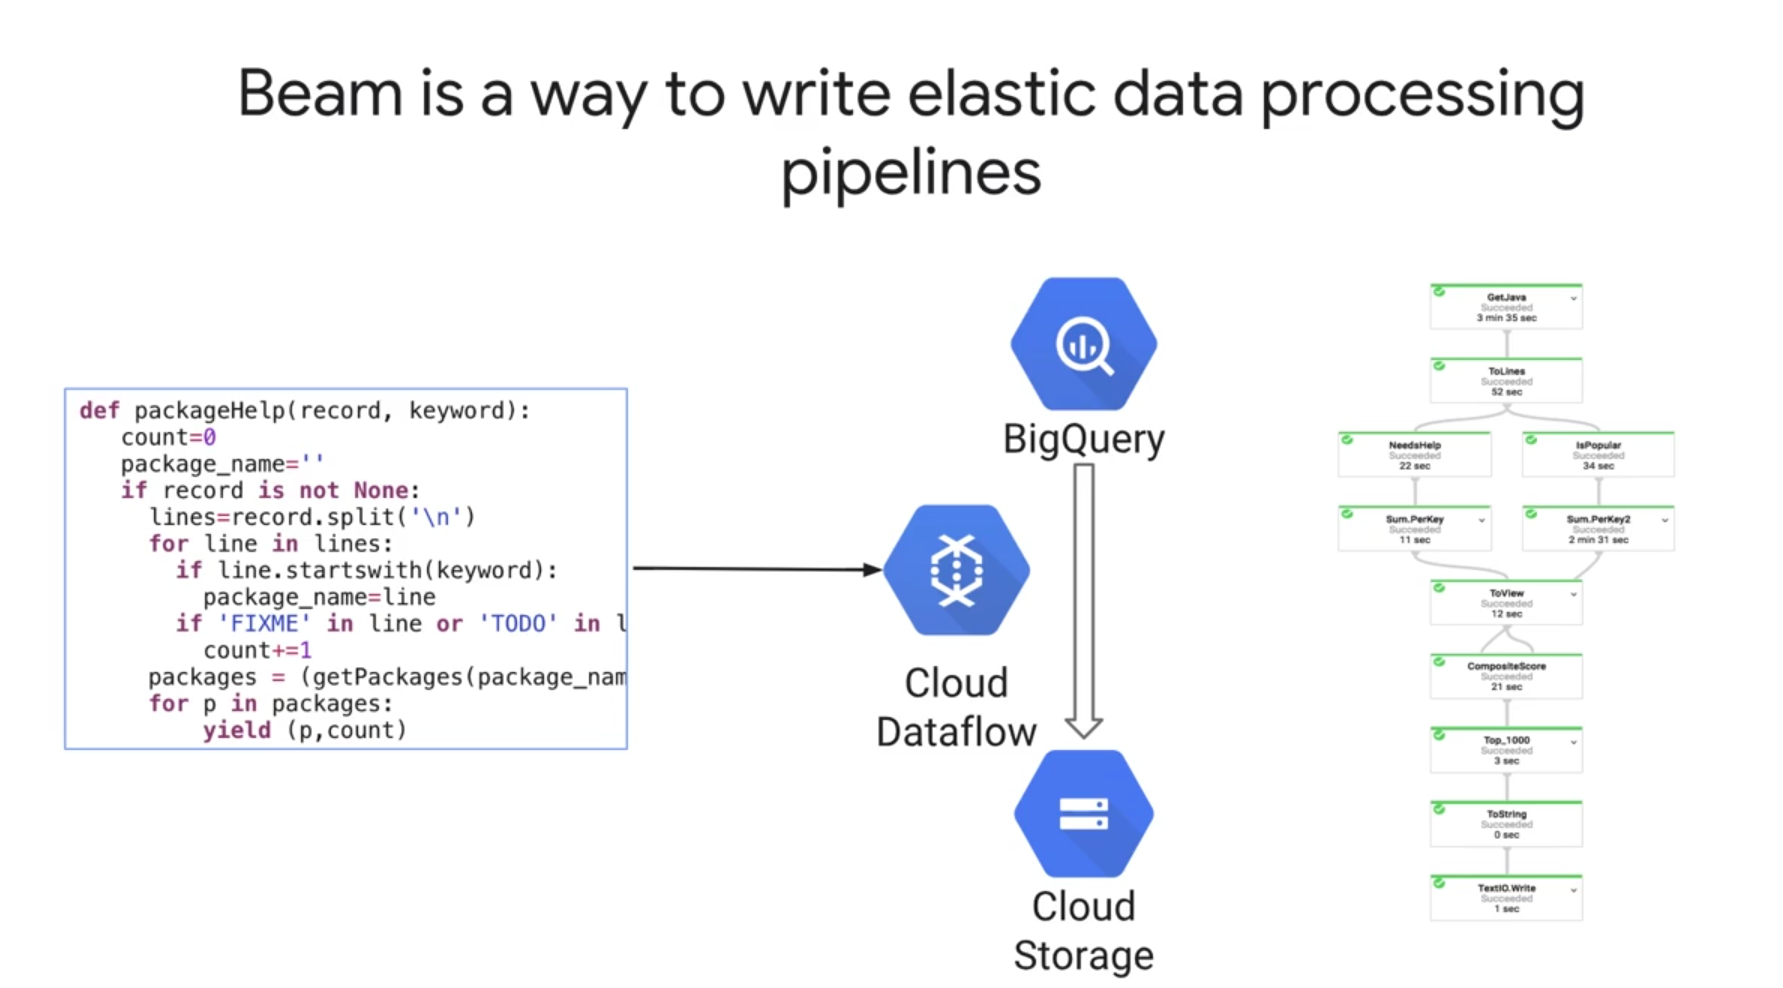 Beam is a way to write elastic data processing
pipelines
def packageHelp(record, keyword):
count=0
package_name=''
if record is not None:
lines=record.split('\n')
for line in lines:
if line.startswith(keyword):
package_name=line
if 'FIXME' in line or 'TODO' in l
count+=1
packages = (getPackages(package_nam
for p in packages:
yield (p,count)
BigQuery
Cloud
Dataflow
Cloud
Storage
GetJava
Succeeded
3 min 35 sec
ToLines
Succeeded
52 sec
NeedsHelp
Succeeded
22 sec
IsPopular
Succeeded
34 sec
Sum.PerKey
Succeeded
11 sec
Sum.PerKey2
Succeeded
2 min 31 sec
ToView
Succeeded
12 sec
CompositeScore
Succeeded
21 sec
Top_1000
Succeeded
3 sec
ToString
Succeeded
0 sec
TextIO.Write
Succeeded
1 sec